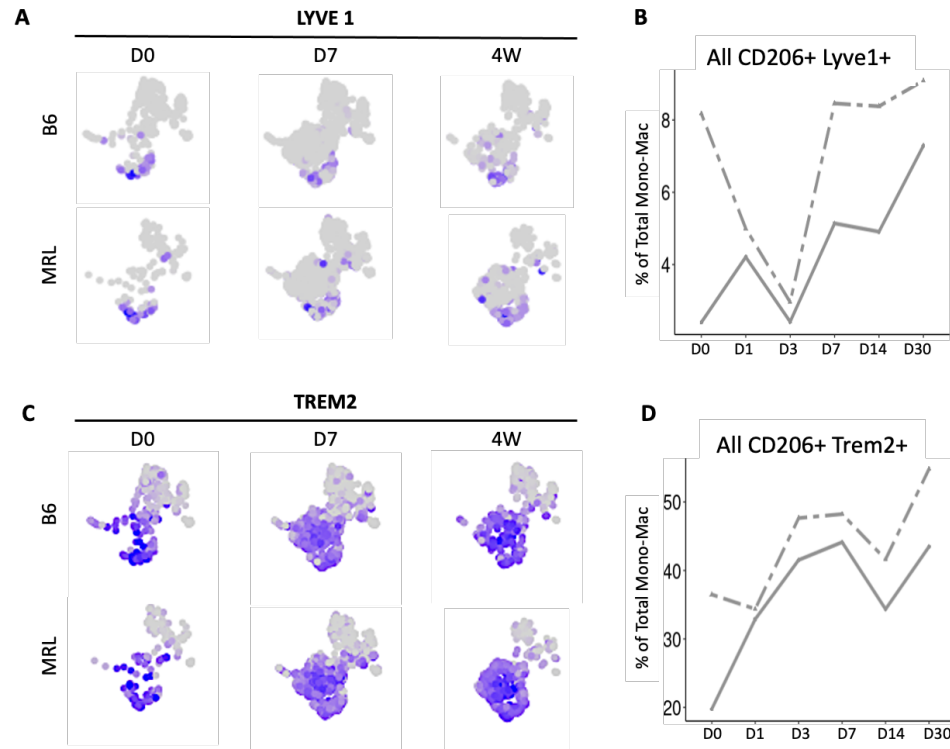 A
LYVE 1
D0 D7 4W
B6
MRL
B
All CD206+ Lyve1+
% of Total Mono-Mac
8
6
4
D0 D1 D3 D7 D14 D30
C
TREM2
D0 D7 4W
B6
MRL
D
All CD206+ Trem2+
% of Total Mono-Mac
50
40
30
20
D0 D1 D3 D7 D14 D30